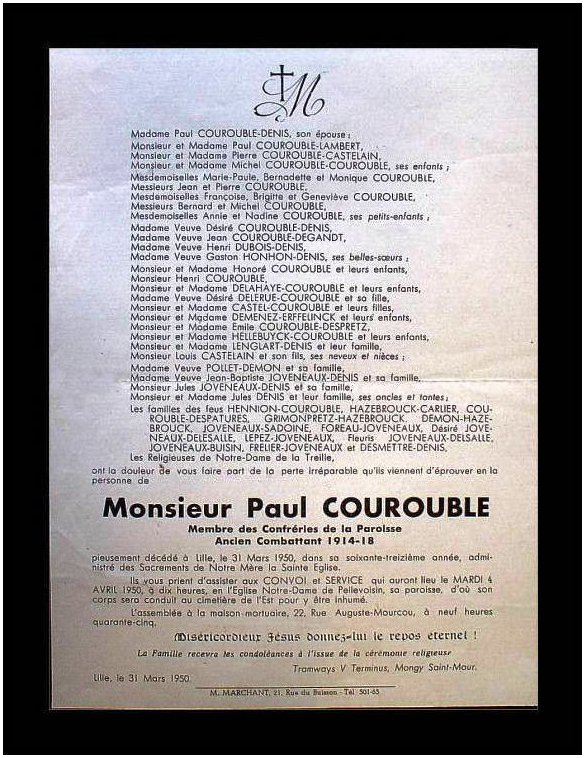 M
Madame Paul COUROUBLE-DENIS, son épouse ;
Monsieur et Madame Paul COUROUBLE-LAMBERT,
Monsieur et Madame Pierre COUROUBLE-CASTELAIN,
Monsieur et Madame Michel COUROUBLE-COUROUBLE, ses enfants ;
Mesdemoiselles Marie-Paule, Bernadette et Monique COUROUBLE,
Messieurs Jean et Pierre COUROUBLE,
Mesdemoiselles Françoise, Brigitte et Geneviève COUROUBLE,
Messieurs Bernard et Michel COUROUBLE,
Mesdemoiselles Annie et Nadine COUROUBLE, ses petits-enfants ;
Madame Veuve Désiré COUROUBLE-DENIS,
Madame Veuve Jean COUROUBLE-DEGANDT,
Madame Veuve Henri DUBOIS-DENIS,
Madame Veuve Gaston HONHON-DENIS, ses belles-sœurs ;
Monsieur et Madame Honoré COUROUBLE et leurs enfants,
Monsieur Henri COUROUBLE,
Monsieur et Madame DELAHAYE-COUROUBLE et leurs enfants,
Madame Veuve Désiré DELERUE-COUROUBLE et sa fille,
Monsieur et Madame CASTEL-COUROUBLE et leurs filles,
Monsieur et Madame DEMENEZ-ERFFELINCK et leurs enfants,
Monsieur et Madame Emile COUROUBLE-DESPRETZ,
Monsieur et Madame HELLEBUYCK-COUROUBLE et leurs enfants,
Monsieur et Madame LENGLART-DENIS et leur famille,
Monsieur Louis CASTELAIN et son fils, ses neveux et nièces ;
Madame Veuve POLLET-DEMON et sa famille,
Madame Veuve Jean-Baptiste JOVENEAUX-DENIS et sa famille,
Monsieur Jules JOVENEAUX-DENIS et sa famille,
Monsieur et Madame Jules DENIS et leur famille, ses oncles et tantes ;
Les familles des feus HENNION-COUROUBLE, HAZEBROUCK-CARLIER, COU-
ROUBLE-DESPATURES, GRIMONPRETZ-HAZEBROUCK, DEMON-HAZE-
BROUCK, JOVENEAUX-SADOINE, FOREAU-JOVENEAUX, Désiré JOVE-
NEAUX-DELESALLE, LEPEZ-JOVENEAUX, Fleuris JOVENEAUX-DELSALLE,
JOVENEAUX-BUISIN, FRELIER-JOVENEAUX et DESMETTRE-DENIS,
Les Religieuses de Notre-Dame de la Treille,
ont la douleur de vous faire part de la perte irréparable qu'ils viennent d'éprouver en la
personne de
Monsieur Paul COUROUBLE
Membre des Confréries de la Paroisse
Ancien Combattant 1914-18
pieusement décédé à Lille, le 31 Mars 1950, dans sa soixante-treizième année, admi-
nistré des Sacrements de Notre Mère la Sainte Eglise.
Ils vous prient d'assister aux CONVOI et SERVICE qui auront lieu le MARDI 4
AVRIL 1950, à dix heures, en l'Eglise Notre-Dame de Pellevoisin, sa paroisse, d'où son
corps sera conduit au cimetière de l'Est pour y être inhumé.
L'assemblée à la maison mortuaire, 22, Rue Auguste-Mourcou, à neuf heures
quarante-cinq.
Miséricordieux Jésus donnez-lui le repos éternel !
La Famille recevra les condoléances à l'issue de la cérémonie religieuse
Tramways V Terminus, Mongy Saint-Maur.
Lille, le 31 Mars 1950.
M. MARCHANT, 21, Rue du Buisson - Tél 501-65